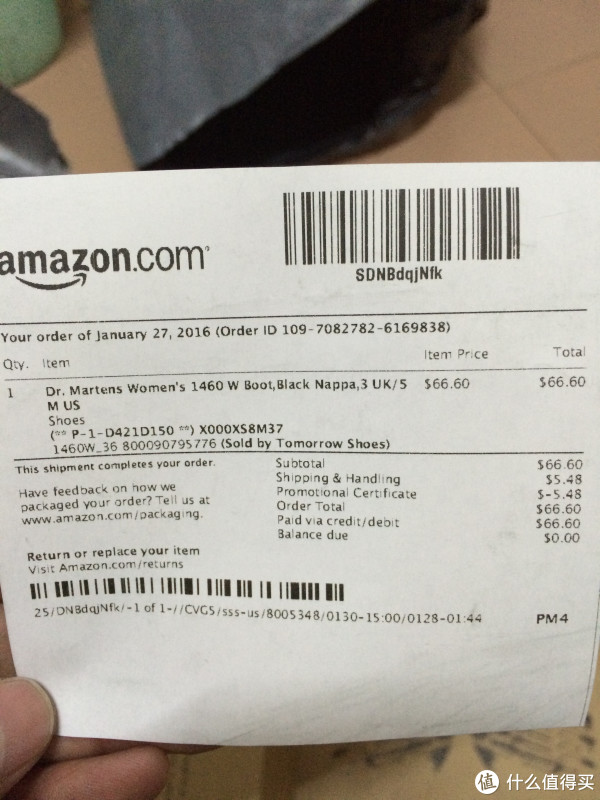 amazon.com
SDNBdqjNfk
Your order of January 27, 2016 (Order ID 109-7082782-6169838)
Qty. Item Item Price Total
1 Dr. Martens Women's 1460 W Boot,Black Nappa,3 UK/5 $66.60 $66.60
M US
Shoes
(** P-1-D421D150 **) X000XS8M37
1460W_36 800090795776 (Sold by Tomorrow Shoes)
This shipment completes your order.
Have feedback on how we
packaged your order? Tell us at
www.amazon.com/packaging.
Subtotal $66.60
Shipping & Handling $5.48
Promotional Certificate $-5.48
Order Total $66.60
Paid via credit/debit $66.60
Balance due $0.00
Return or replace your item
Visit Amazon.com/returns
25/DNBdqjNfk/-1 of 1-//CVG5/sss-us/8005348/0130-15:00/0128-01:44 PM4
值 什么值得买